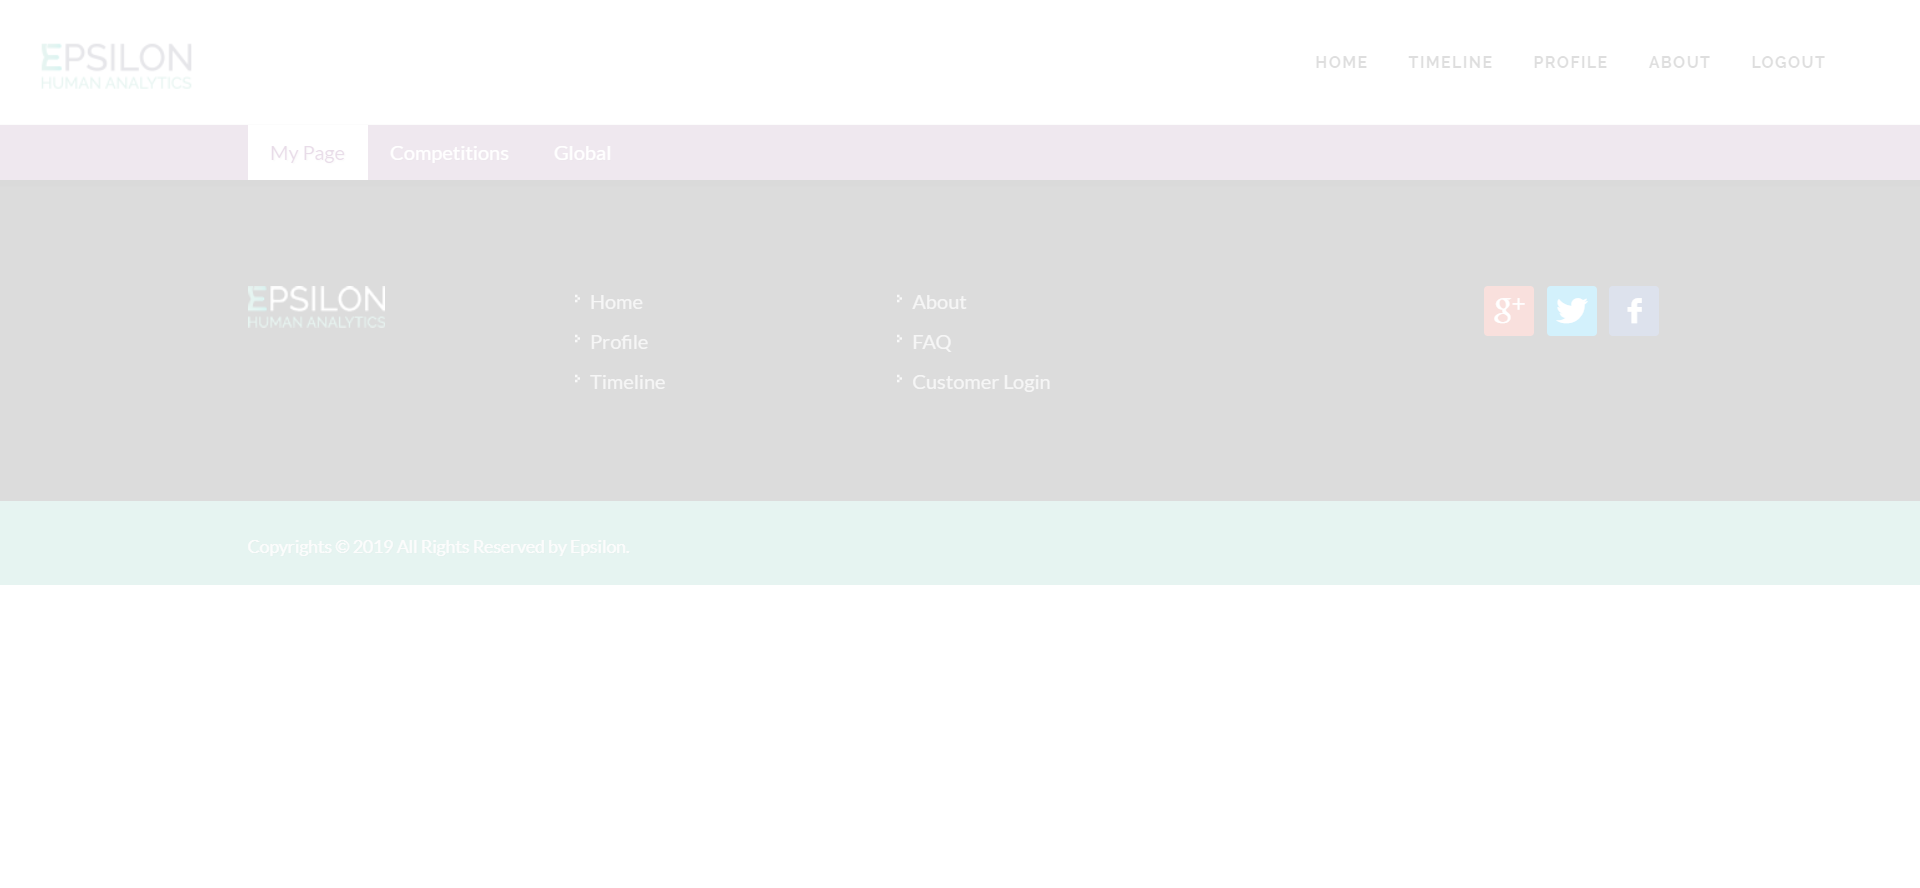 EPSILON
HUMAN ANALYTICS
HOME TIMELINE PROFILE ABOUT LOGOUT
My Page Competitions Global
EPSILON
HUMAN ANALYTICS
Home
Profile
Timeline
About
FAQ
Customer Login
g+
f
Copyrights © 2019 All Rights Reserved by Epsilon.